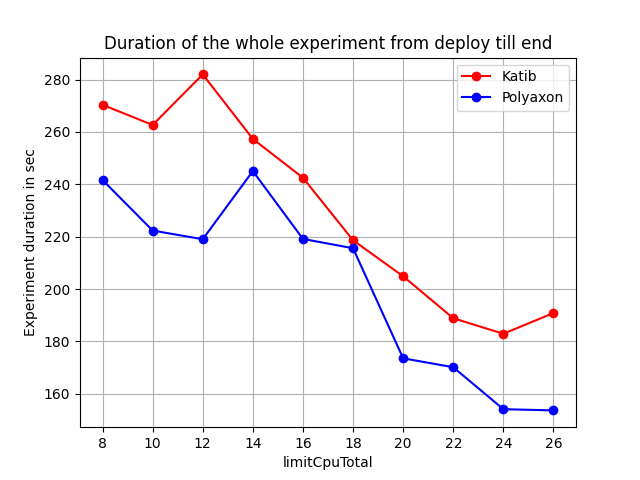 Duration of the whole experiment from deploy till end
Katib
Polyaxon
Experiment duration in sec
280
260
240
220
200
180
160
8 10 12 14 16 18 20 22 24 26
limitCpuTotal